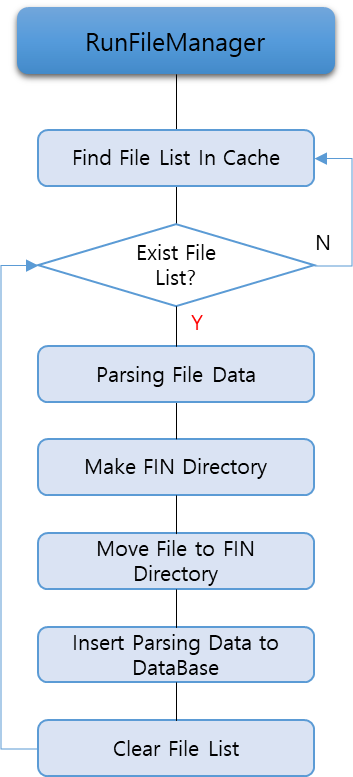 RunFileManager
Find File List In Cache
Exist File
List?
N
Y
Parsing File Data
Make FIN Directory
Move File to FIN
Directory
Insert Parsing Data to
DataBase
Clear File List